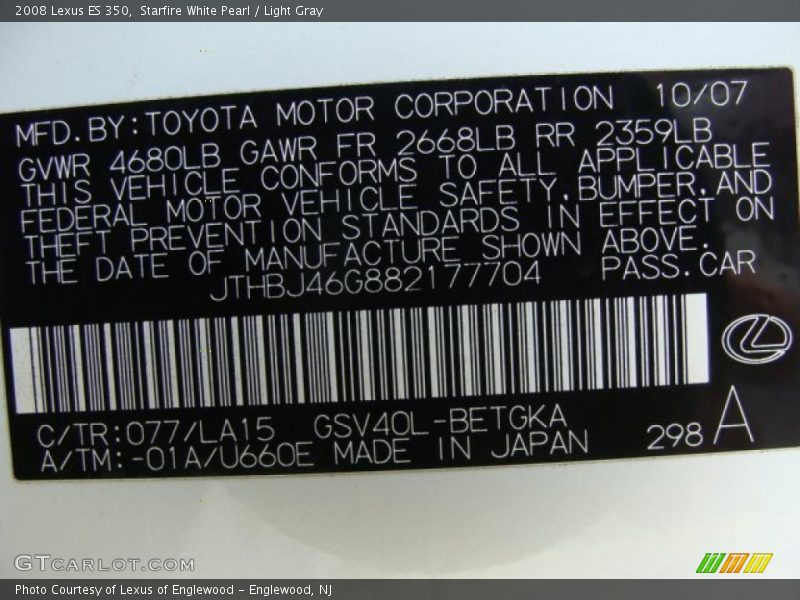 2008 Lexus ES 350, Starfire White Pearl / Light Gray
MFD.BY:TOYOTA MOTOR CORPORATION 10/07
GVWR 4680LB GAWR FR 2668LB RR 2359LB
THIS VEHICLE CONFORMS TO ALL APPLICABLE
FEDERAL MOTOR VEHICLE SAFETY,BUMPER,AND
THEFT PREVENTION STANDARDS IN EFFECT ON
THE DATE OF MANUFACTURE SHOWN ABOVE.
JTHBJ46G882177704 PASS.CAR
C/TR:077/LA15 GSV40L-BETGKA
A/TM:-01A/U660E MADE IN JAPAN 298 A
GTCARLOT.COM
Photo Courtesy of Lexus of Englewood - Englewood, NJ